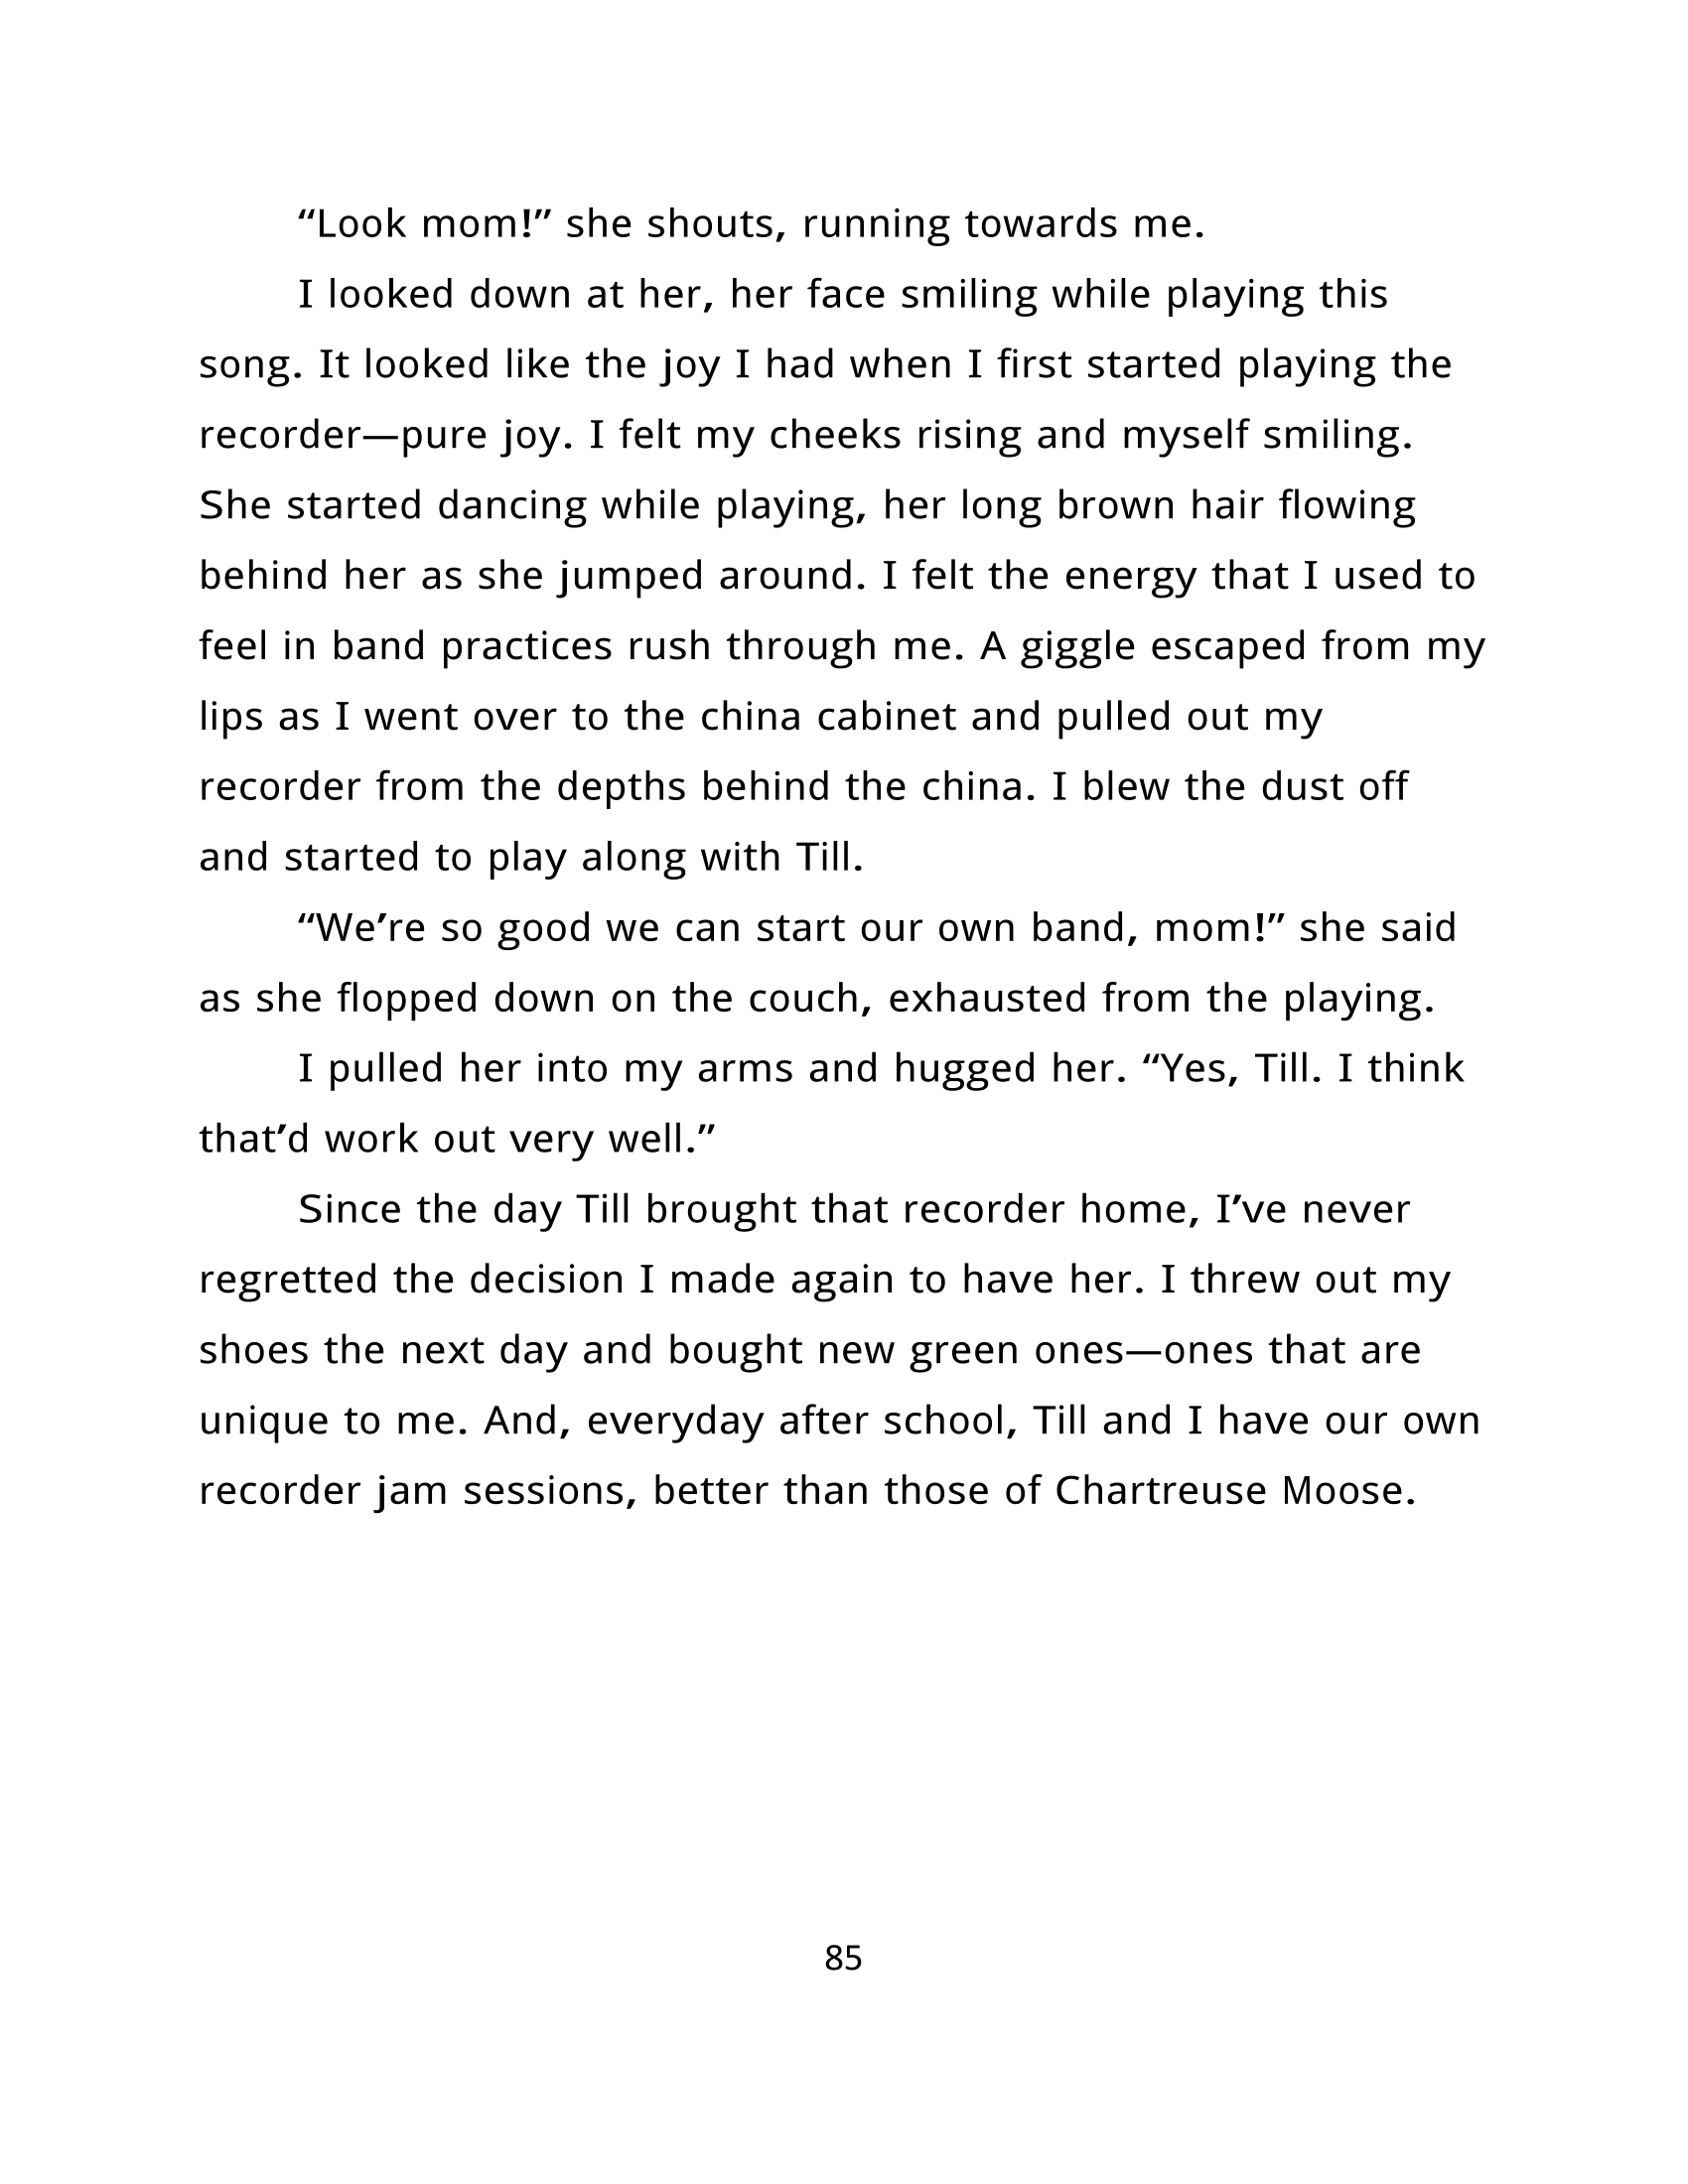 “Look mom!” she shouts, running towards me.
I looked down at her, her face smiling while playing this
song. It looked like the joy I had when I first started playing the
recorder—pure joy. I felt my cheeks rising and myself smiling.
She started dancing while playing, her long brown hair flowing
behind her as she jumped around. I felt the energy that I used to
feel in band practices rush through me. A giggle escaped from my
lips as I went over to the china cabinet and pulled out my
recorder from the depths behind the china. I blew the dust off
and started to play along with Till.
“We’re so good we can start our own band, mom!” she said
as she flopped down on the couch, exhausted from the playing.
I pulled her into my arms and hugged her. “Yes, Till. I think
that’d work out very well.”
Since the day Till brought that recorder home, I’ve never
regretted the decision I made again to have her. I threw out my
shoes the next day and bought new green ones—ones that are
unique to me. And, everyday after school, Till and I have our own
recorder jam sessions, better than those of Chartreuse Moose.
85